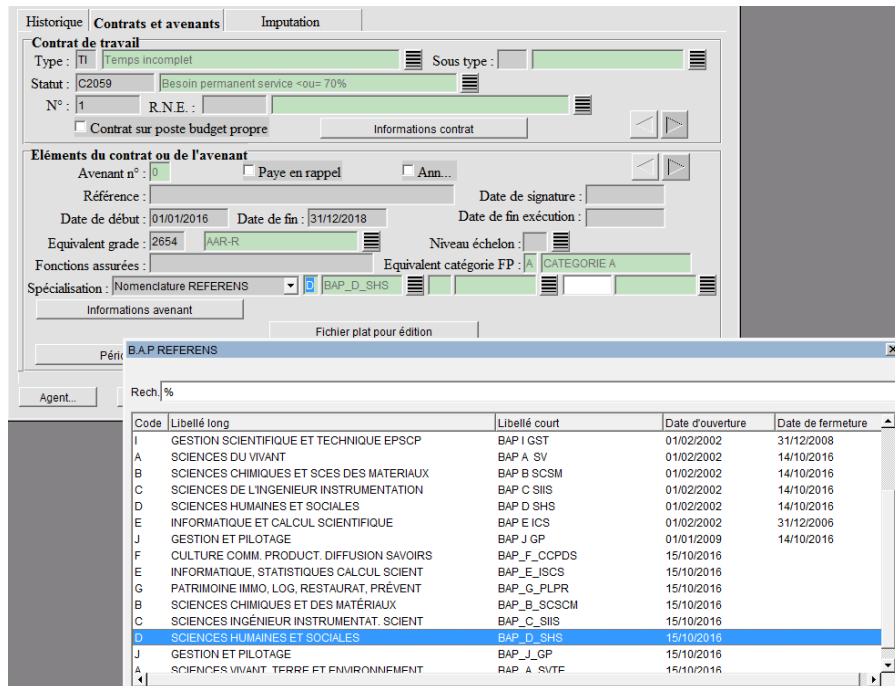 Historique Contrats et avenants Imputation
Contrat de travail
Type : TI Temps incomplet Sous type :
Statut : C2059 Besoin permanent service <ou= 70%
N° : 1 R.N.E. :
Contrat sur poste budget propre Informations contrat
Eléments du contrat ou de l'avenant
Avenant n° : 0 Paye en rappel Ann...
Référence : Date de signature :
Date de début : 01/01/2016 Date de fin : 31/12/2018 Date de fin exécution :
Equivalent grade : 2654 AAR-R Niveau échelon :
Fonctions assurées : Equivalent catégorie FP : A CATEGORIE A
Spécialisation : Nomenclature REFERENS D BAP_D_SHS
Informations avenant
Fichier plat pour édition
Péric
B.A.P REFERENS
Agent...
Rech. %
Code Libellé long Libellé court Date d'ouverture Date de fermeture
I GESTION SCIENTIFIQUE ET TECHNIQUE EPSCP BAP I GST 01/02/2002 31/12/2008
A SCIENCES DU VIVANT BAP A SV 01/02/2002 14/10/2016
B SCIENCES CHIMIQUES ET SCES DES MATERIAUX BAP B SCSM 01/02/2002 14/10/2016
C SCIENCES DE L'INGENIEUR INSTRUMENTATION BAP C SIIS 01/02/2002 14/10/2016
D SCIENCES HUMAINES ET SOCIALES BAP D SHS 01/02/2002 14/10/2016
E INFORMATIQUE ET CALCUL SCIENTIFIQUE BAP E ICS 01/02/2002 31/12/2006
J GESTION ET PILOTAGE BAP J GP 01/01/2009 14/10/2016
F CULTURE COMM. PRODUCT. DIFFUSION SAVOIRS BAP_F_CCPDS 15/10/2016
E INFORMATIQUE, STATISTIQUES CALCUL SCIENT BAP_E_ISCS 15/10/2016
G PATRIMOINE IMMO, LOG, RESTAURAT, PRÉVENT BAP_G_PLPR 15/10/2016
B SCIENCES CHIMIQUES ET DES MATÉRIAUX BAP_B_SCSCM 15/10/2016
C SCIENCES INGÉNIEUR INSTRUMENTAT. SCIENT BAP_C_SIIS 15/10/2016
D SCIENCES HUMAINES ET SOCIALES BAP_D_SHS 15/10/2016
J GESTION ET PILOTAGE BAP_J_GP 15/10/2016
A SCIENCES VIVANT, TERRE ET ENVIRONNEMENT BAP_A_SVTE 15/10/2016